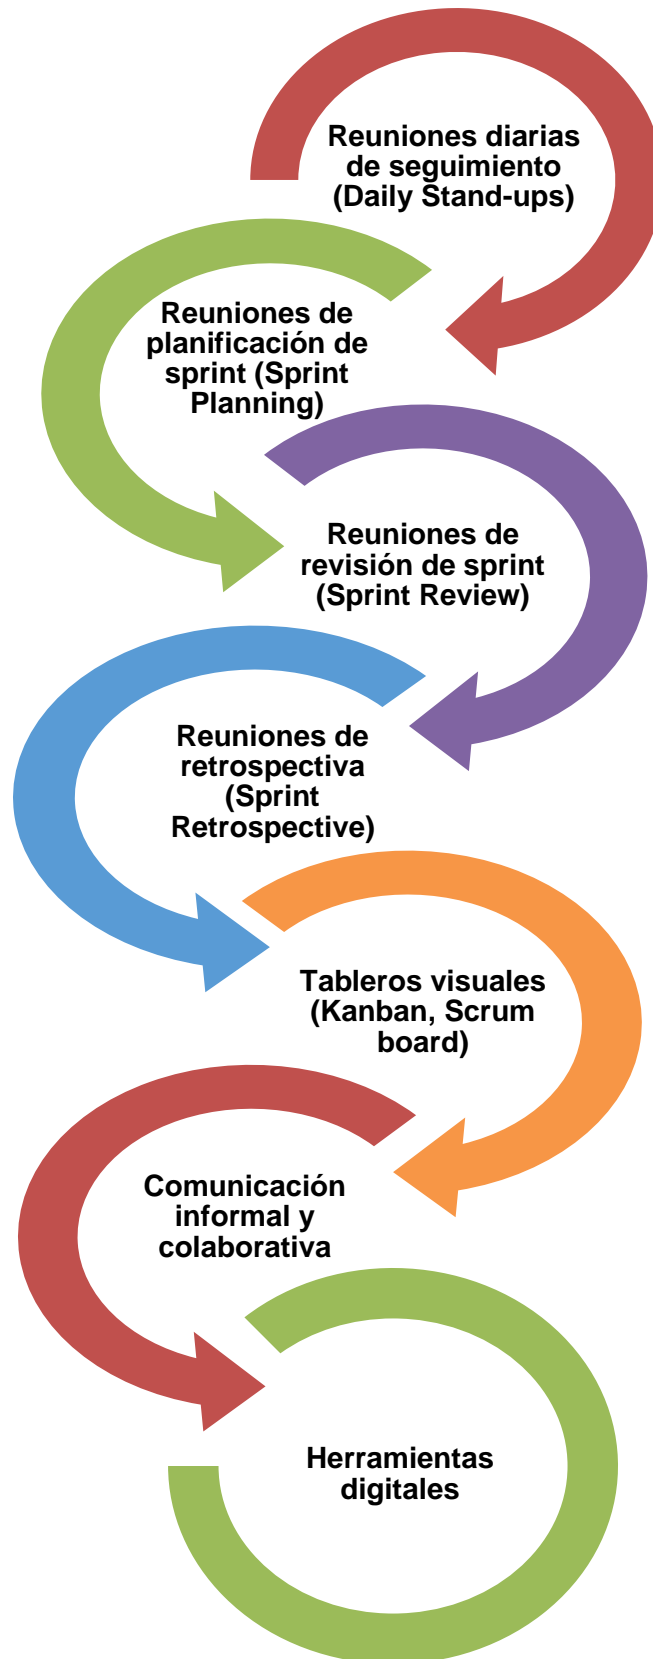 Reuniones diarias
de seguimiento
(Daily Stand-ups)
Reuniones de
planificación de
sprint (Sprint
Planning)
Reuniones de
revisión de sprint
(Sprint Review)
Reuniones de
retrospectiva
(Sprint
Retrospective)
Tableros visuales
(Kanban, Scrum
board)
Comunicación
informal y
colaborativa
Herramientas
digitales